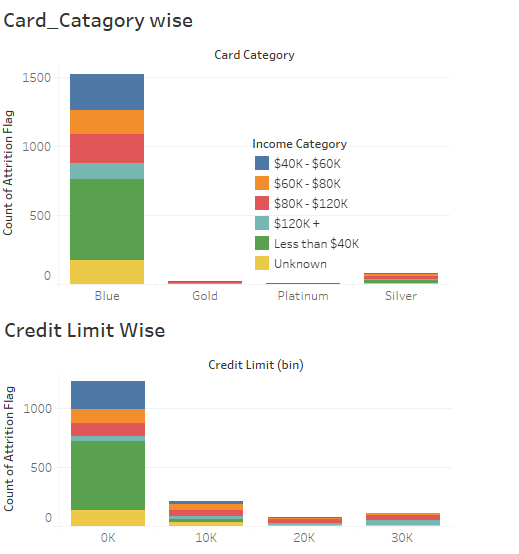 Card_Catagory wise
Card Category
Count of Attrition Flag
1500
1000
500
0
Income Category
$40K - $60K
$60K - $80K
$80K - $120K
$120K +
Less than $40K
Unknown
Blue Gold Platinum Silver
Credit Limit Wise
Credit Limit (bin)
Count of Attrition Flag
1000
500
0
0K 10K 20K 30K